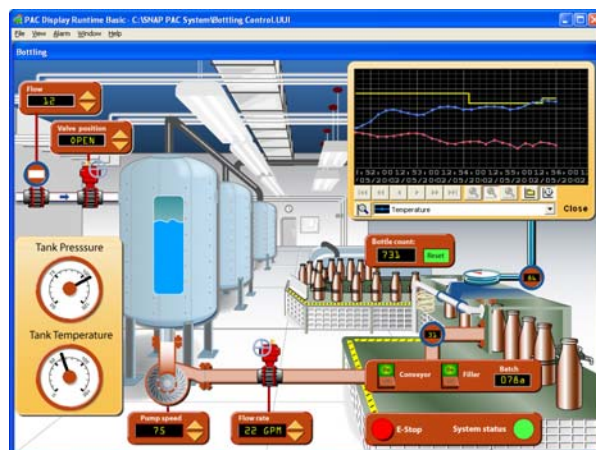 PAC Display Runtime Basic - C:\SNAP PAC System\Bottling Control.UUI
File View Alarm Window Help
Bottling
Flow
12
Valve position
OPEN
Temperature
Close
Bottle count:
731
Reset
Tank Presssure
Tank Temperature
84
31
Conveyor
Filler
Batch
078a
Pump speed
75
Flow rate
22 GPM
E-Stop
System status